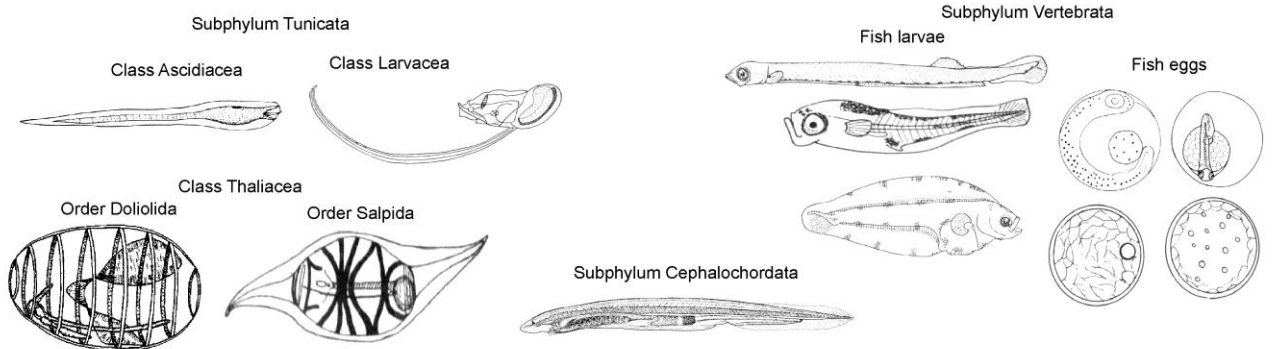 Subphylum Tunicata
Class Ascidiacea
Class Larvacea
Class Thaliacea
Order Doliolida
Order Salpida
Subphylum Cephalochordata
Subphylum Vertebrata
Fish larvae
Fish eggs